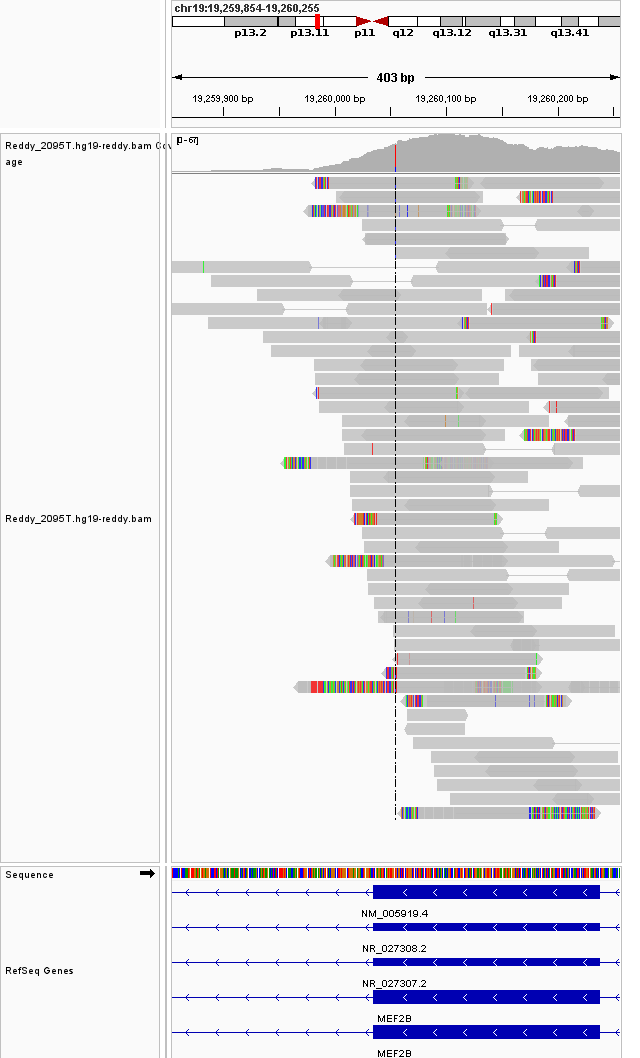 chr19:19,259,854-19,260,255
p13.2 p13.11 p11 q12 q13.12 q13.31 q13.41
403 bp
19,259,900 bp 19,260,000 bp 19,260,100 bp 19,260,200 bp
Reddy_2095T.hg19-reddy.bam Cov
age
[0 - 67]
Reddy_2095T.hg19-reddy.bam
Sequence
NM_005919.4
NR_027308.2
RefSeq Genes
NR_027307.2
MEF2B
MEF2B